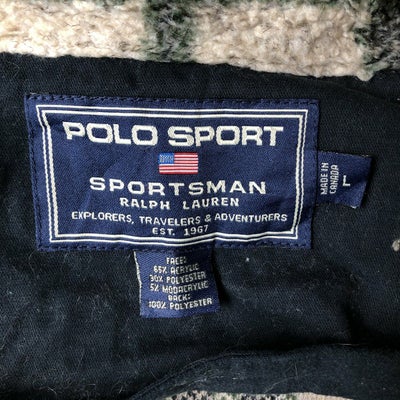 POLO SPORT
SPORTSMAN
RALPH LAUREN
EXPLORERS, TRAVELERS & ADVENTURERS
EST. 1967
MADE IN
CANADA
L
FACE:
65% ACRYLIC
30% POLYESTER
5% MODACRYLIC
BACK:
100% POLYESTER